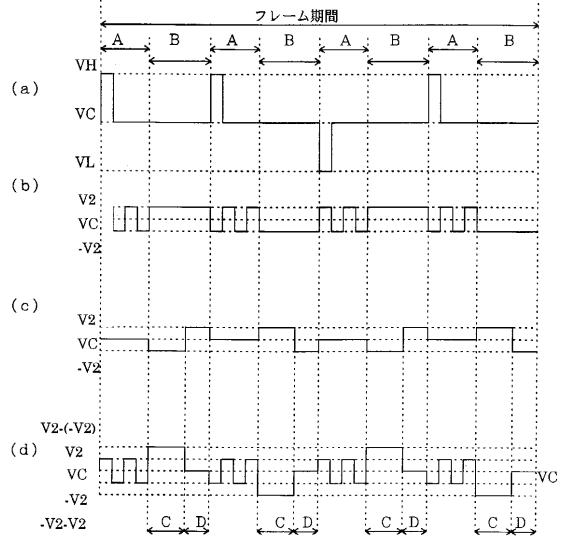 フレーム期間
A B A B A B A B
(a)
VH
VC
VL
(b)
V2
VC
-V2
(c)
V2
VC
-V2
(d)
V2-(-V2)
V2
VC
VC
-V2
-V2-V2
C D C D C D C D